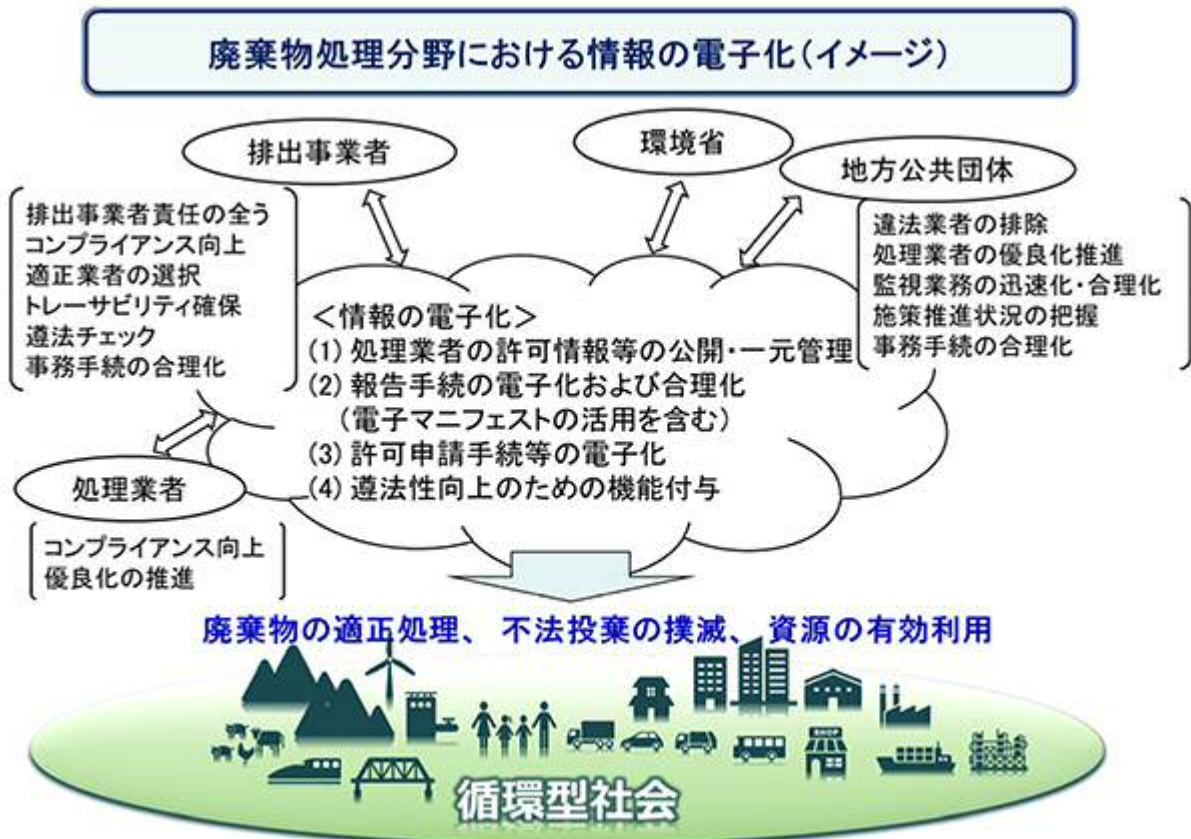 廃棄物処理分野における情報の電子化(イメージ)
排出事業者
環境省
地方公共団体
排出事業者責任の全う
コンプライアンス向上
適正業者の選択
トレーサビリティ確保
遵法チェック
事務手続の合理化
違法業者の排除
処理業者の優良化推進
監視業務の迅速化・合理化
施策推進状況の把握
事務手続の合理化
<情報の電子化>
(1) 処理業者の許可情報等の公開・一元管理
(2) 報告手続の電子化および合理化
(電子マニフェストの活用を含む)
(3) 許可申請手続等の電子化
(4) 遵法性向上のための機能付与
処理業者
コンプライアンス向上
優良化の推進
廃棄物の適正処理、不法投棄の撲滅、資源の有効利用
SHOP
循環型社会